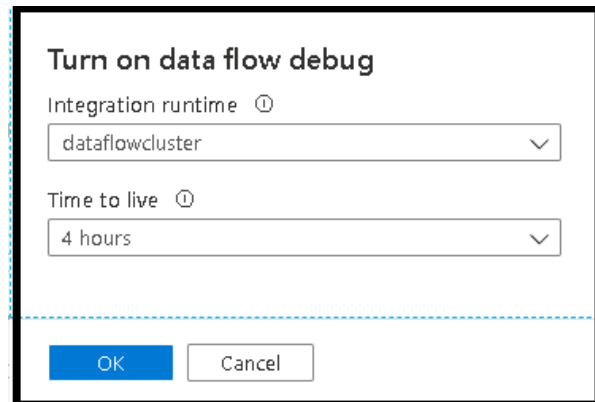 Turn on data flow debug
Integration runtime
dataflowcluster
Time to live
4 hours
OK Cancel